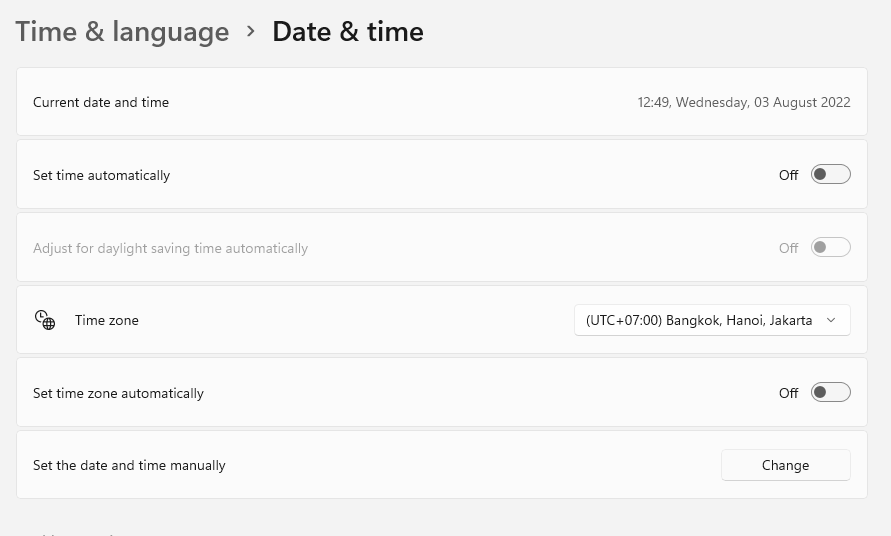 Time & language > Date & time
Current date and time 12:49, Wednesday, 03 August 2022
Set time automatically Off
Adjust for daylight saving time automatically Off
Time zone (UTC+07:00) Bangkok, Hanoi, Jakarta
Set time zone automatically Off
Set the date and time manually Change